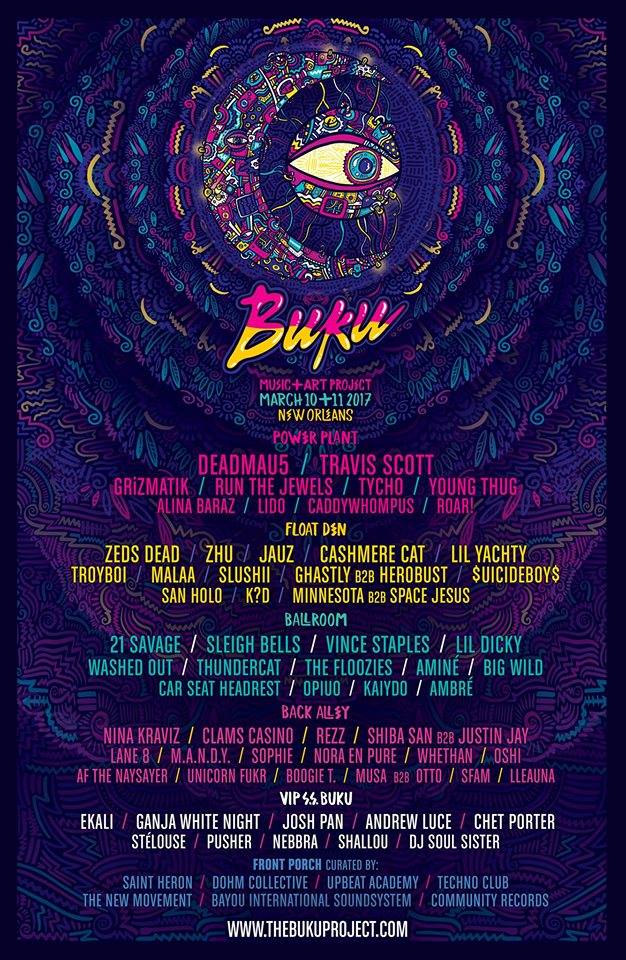 Buku
MUSIC+ART PROJECT
MARCH 10+11 2017
NEW ORLEANS
POWER PLANT
DEADMAU5 / TRAVIS SCOTT
GRiZMATIK / RUN THE JEWELS / TYCHO / YOUNG THUG
ALINA BARAZ / LIDO / CADDYWHOMPUS / ROAR!
FLOAT DEN
ZEDS DEAD / ZHU / JAUZ / CASHMERE CAT / LIL YACHTY
TROYBOI / MALAA / SLUSHII / GHASTLY B2B HEROBUST / $UICIDEBOY$
SAN HOLO / K?D / MINNESOTA B2B SPACE JESUS
BALLROOM
21 SAVAGE / SLEIGH BELLS / VINCE STAPLES / LIL DICKY
WASHED OUT / THUNDERCAT / THE FLOOZIES / AMINÉ / BIG WILD
CAR SEAT HEADREST / OPIUO / KAIYDO / AMBRÉ
BACK ALLEY
NINA KRAVIZ / CLAMS CASINO / REZZ / SHIBA SAN B2B JUSTIN JAY
LANE 8 / M.A.N.D.Y. / SOPHIE / NORA EN PURE / WHETHAN / OSHI
AF THE NAYSAYER / UNICORN FUKR / BOOGIE T. / MUSA B2B OTTO / SFAM / LLEAUNA
VIP S.S. BUKU
EKALI / GANJA WHITE NIGHT / JOSH PAN / ANDREW LUCE / CHET PORTER
STÉLOUSE / PUSHER / NEBBRA / SHALLOU / DJ SOUL SISTER
FRONT PORCH CURATED BY:
SAINT HERON / DOHM COLLECTIVE / UPBEAT ACADEMY / TECHNO CLUB
THE NEW MOVEMENT / BAYOU INTERNATIONAL SOUNDSYSTEM / COMMUNITY RECORDS
WWW.THEBUKUPROJECT.COM